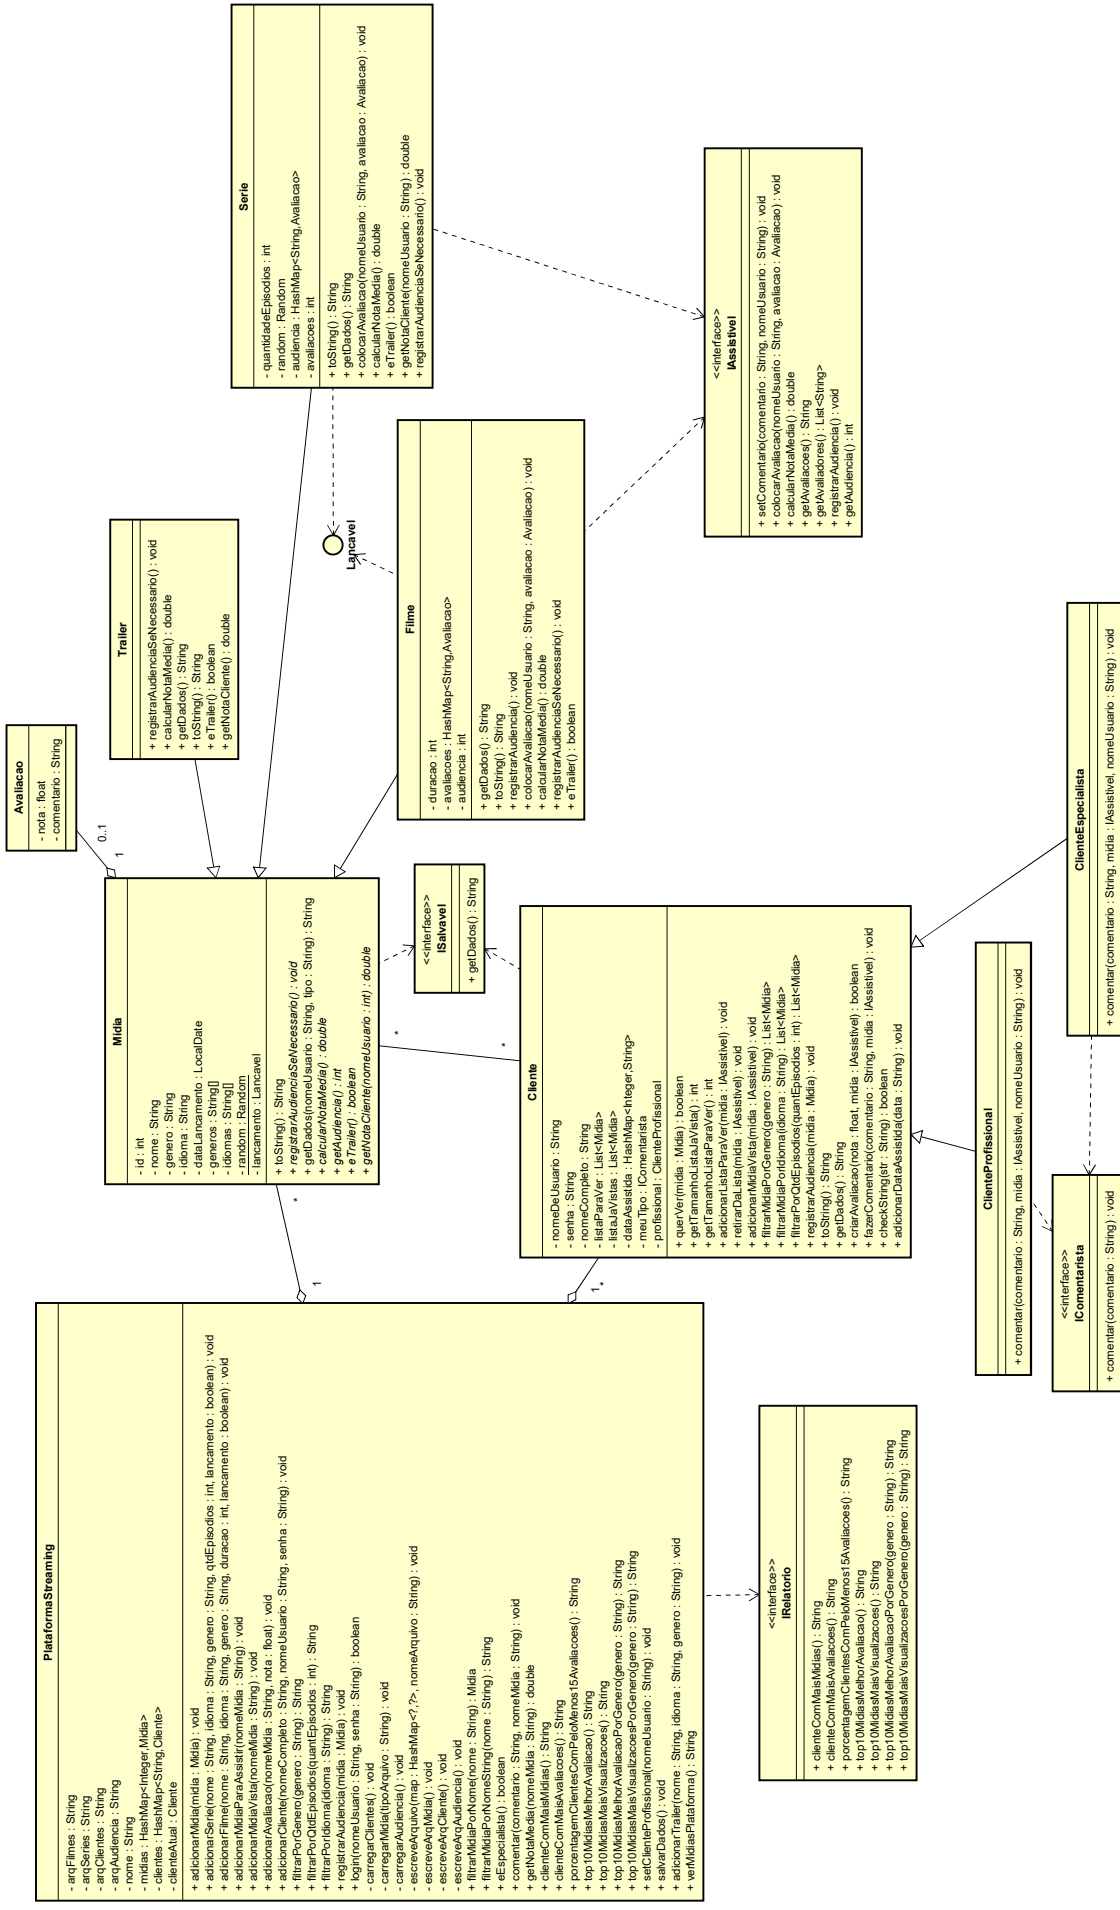 PlataformaStreaming
- arqFilmes : String
- arqSeries : String
- arqClientes : String
- arqAudiencia : String
- nome : String
- midias : HashMap<Integer,Midia>
- clientes : HashMap<String,Cliente>
- clienteAtual : Cliente
+ adicionarMidia(midia : Midia) : void
+ adicionarSerie(nome : String, idioma : String, genero : String, qtdEpisodios : int, lancamento : boolean) : void
+ adicionarFilme(nome : String, idioma : String, genero : String, duracao : int, lancamento : boolean) : void
+ adicionarMidiaParaAssistir(nomeMidia : String) : void
+ adicionarMidiaVista(nomeMidia : String) : void
+ adicionarAvaliacao(nomeMidia : String, nota : float) : void
+ adicionarCliente(nomeCompleto : String, nomeUsuario : String, senha : String) : void
+ filtrarPorGenero(genero : String) : String
+ filtrarPorQtdEpisodios(quantEpisodios : int) : String
+ filtrarPorIdioma(idioma : String) : String
+ registrarAudiencia(midia : Midia) : void
+ login(nomeUsuario : String, senha : String) : boolean
- carregarClientes() : void
- carregarMidia(tipoArquivo : String) : void
- carregarAudiencia() : void
- escreveArquivo(map : HashMap<?,?>, nomeArquivo : String) : void
- escreveArqMidia() : void
- escreveArqCliente() : void
- escreveArqAudiencia() : void
+ filtrarMidiaPorNome(nome : String) : Midia
+ filtrarMidiaPorNomeString(nome : String) : String
+ eEspecialista() : boolean
+ comentar(comentario : String, nomeMidia : String) : void
+ getNotaMedia(nomeMidia : String) : double
+ clienteComMaisMidias() : String
+ clienteComMaisAvaliacoes() : String
+ porcentagemClientesComPeloMenos15Avaliacoes() : String
+ top10MidiasMelhorAvaliacao() : String
+ top10MidiasMaisVisualizacoes() : String
+ top10MidiasMelhorAvaliacaoPorGenero(genero : String) : String
+ top10MidiasMaisVisualizacoesPorGenero(genero : String) : String
+ setClienteProfissional(nomeUsuario : String) : void
+ salvarDados() : void
+ adicionarTrailer(nome : String, idioma : String, genero : String) : void
+ verMidiasPlataforma() : String
<<interface>>
IRelatorio
+ clienteComMaisMidias() : String
+ clienteComMaisAvaliacoes() : String
+ porcentagemClientesComPeloMenos15Avaliacoes() : String
+ top10MidiasMelhorAvaliacao() : String
+ top10MidiasMaisVisualizacoes() : String
+ top10MidiasMelhorAvaliacaoPorGenero(genero : String) : String
+ top10MidiasMaisVisualizacoesPorGenero(genero : String) : String
1
*
1
*
Midia
- id : int
- nome : String
- genero : String
- idioma : String
- dataLancamento : LocalDate
- generos : String[]
- idiomas : String[]
- random : Random
- lancamento : Lancavel
+ toString() : String
+ registrarAudienciaSeNecessario() : void
+ getDados(nomeUsuario : String, tipo : String) : String
+ calcularNotaMedia() : double
+ getAudiencia() : int
+ eTrailer() : boolean
+ getNotaCliente(nomeUsuario : int) : double
*
*
<<interface>>
ISalvavel
+ getDados() : String
Cliente
- nomeDeUsuario : String
- senha : String
- nomeCompleto : String
- listaParaVer : List<Midia>
- listaJaVistas : List<Midia>
- dataAssistida : HashMap<Integer,String>
- meuTipo : IComentarista
- profissional : ClienteProfissional
+ querVer(midia : Midia) : boolean
+ getTamanhoListaJaVista() : int
+ getTamanhoListaParaVer() : int
+ adicionarListaParaVer(midia : IAssistivel) : void
+ retirarDaLista(midia : IAssistivel) : void
+ adicionarMidiaVista(midia : IAssistivel) : void
+ filtrarMidiaPorGenero(genero : String) : List<Midia>
+ filtrarMidiaPorIdioma(idioma : String) : List<Midia>
+ filtrarPorQtdEpisodios(quantEpisodios : int) : List<Midia>
+ registrarAudiencia(midia : Midia) : void
+ toString() : String
+ getDados() : String
+ criarAvaliacao(nota : float, midia : IAssistivel) : boolean
+ fazerComentario(comentario : String, midia : IAssistivel) : void
+ checkString(str : String) : boolean
+ adicionarDataAssistida(data : String) : void
ClienteProfissional
+ comentar(comentario : String, midia : IAssistivel, nomeUsuario : String) : void
<<interface>>
IComentarista
+ comentar(comentario : String) : void
ClienteEspecialista
+ comentar(comentario : String, midia : IAssistivel, nomeUsuario : String) : void
Avaliacao
- nota : float
- comentario : String
0..1
1
Trailer
+ registrarAudienciaSeNecessario() : void
+ calcularNotaMedia() : double
+ getDados() : String
+ toString() : String
+ eTrailer() : boolean
+ getNotaCliente() : double
Lancavel
Filme
- duracao : int
- avaliacoes : HashMap<String,Avaliacao>
- audiencia : int
+ getDados() : String
+ toString() : String
+ registrarAudiencia() : void
+ colocarAvaliacao(nomeUsuario : String, avaliacao : Avaliacao) : void
+ calcularNotaMedia() : double
+ registrarAudienciaSeNecessario() : void
+ eTrailer() : boolean
Serie
- quantidadeEpisodios : int
- random : Random
- audiencia : HashMap<String,Avaliacao>
- avaliacoes : int
+ toString() : String
+ getDados() : String
+ colocarAvaliacao(nomeUsuario : String, avaliacao : Avaliacao) : void
+ calcularNotaMedia() : double
+ eTrailer() : boolean
+ getNotaCliente(nomeUsuario : String) : double
+ registrarAudienciaSeNecessario() : void
<<interface>>
IAssistivel
+ setComentario(comentario : String, nomeUsuario : String) : void
+ colocarAvaliacao(nomeUsuario : String, avaliacao : Avaliacao) : void
+ calcularNotaMedia() : double
+ getAvaliacoes() : String
+ getAvaliadores() : List<String>
+ registrarAudiencia() : void
+ getAudiencia() : int